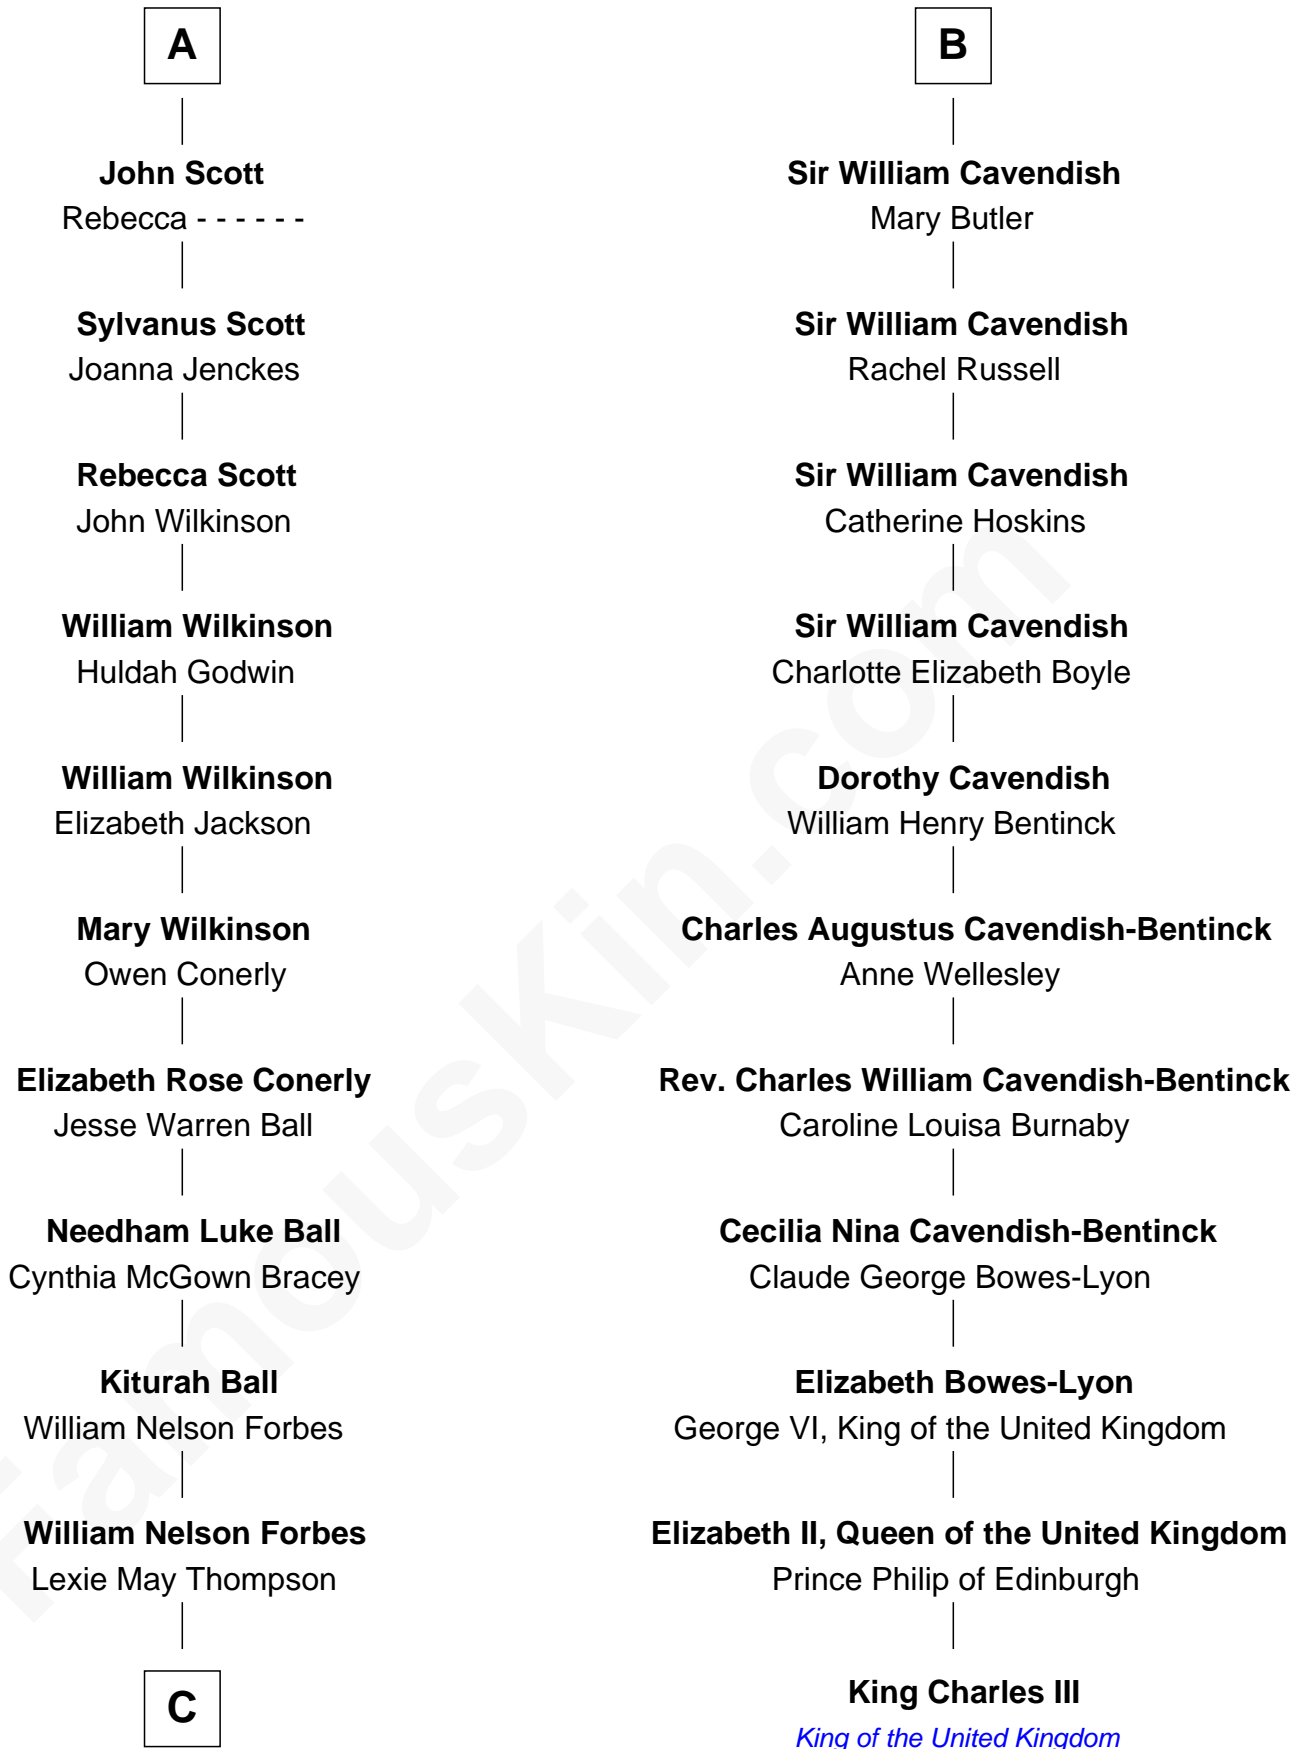 A
John Scott
Rebecca - - - - - -
Sylvanus Scott
Joanna Jenckes
Rebecca Scott
John Wilkinson
William Wilkinson
Huldah Godwin
William Wilkinson
Elizabeth Jackson
Mary Wilkinson
Owen Conerly
Elizabeth Rose Conerly
Jesse Warren Ball
Needham Luke Ball
Cynthia McGown Bracey
Kiturah Ball
William Nelson Forbes
William Nelson Forbes
Lexie May Thompson
C
B
Sir William Cavendish
Mary Butler
Sir William Cavendish
Rachel Russell
Sir William Cavendish
Catherine Hoskins
Sir William Cavendish
Charlotte Elizabeth Boyle
Dorothy Cavendish
William Henry Bentinck
Charles Augustus Cavendish-Bentinck
Anne Wellesley
Rev. Charles William Cavendish-Bentinck
Caroline Louisa Burnaby
Cecilia Nina Cavendish-Bentinck
Claude George Bowes-Lyon
Elizabeth Bowes-Lyon
George VI, King of the United Kingdom
Elizabeth II, Queen of the United Kingdom
Prince Philip of Edinburgh
King Charles III
King of the United Kingdom
FamousKin.com